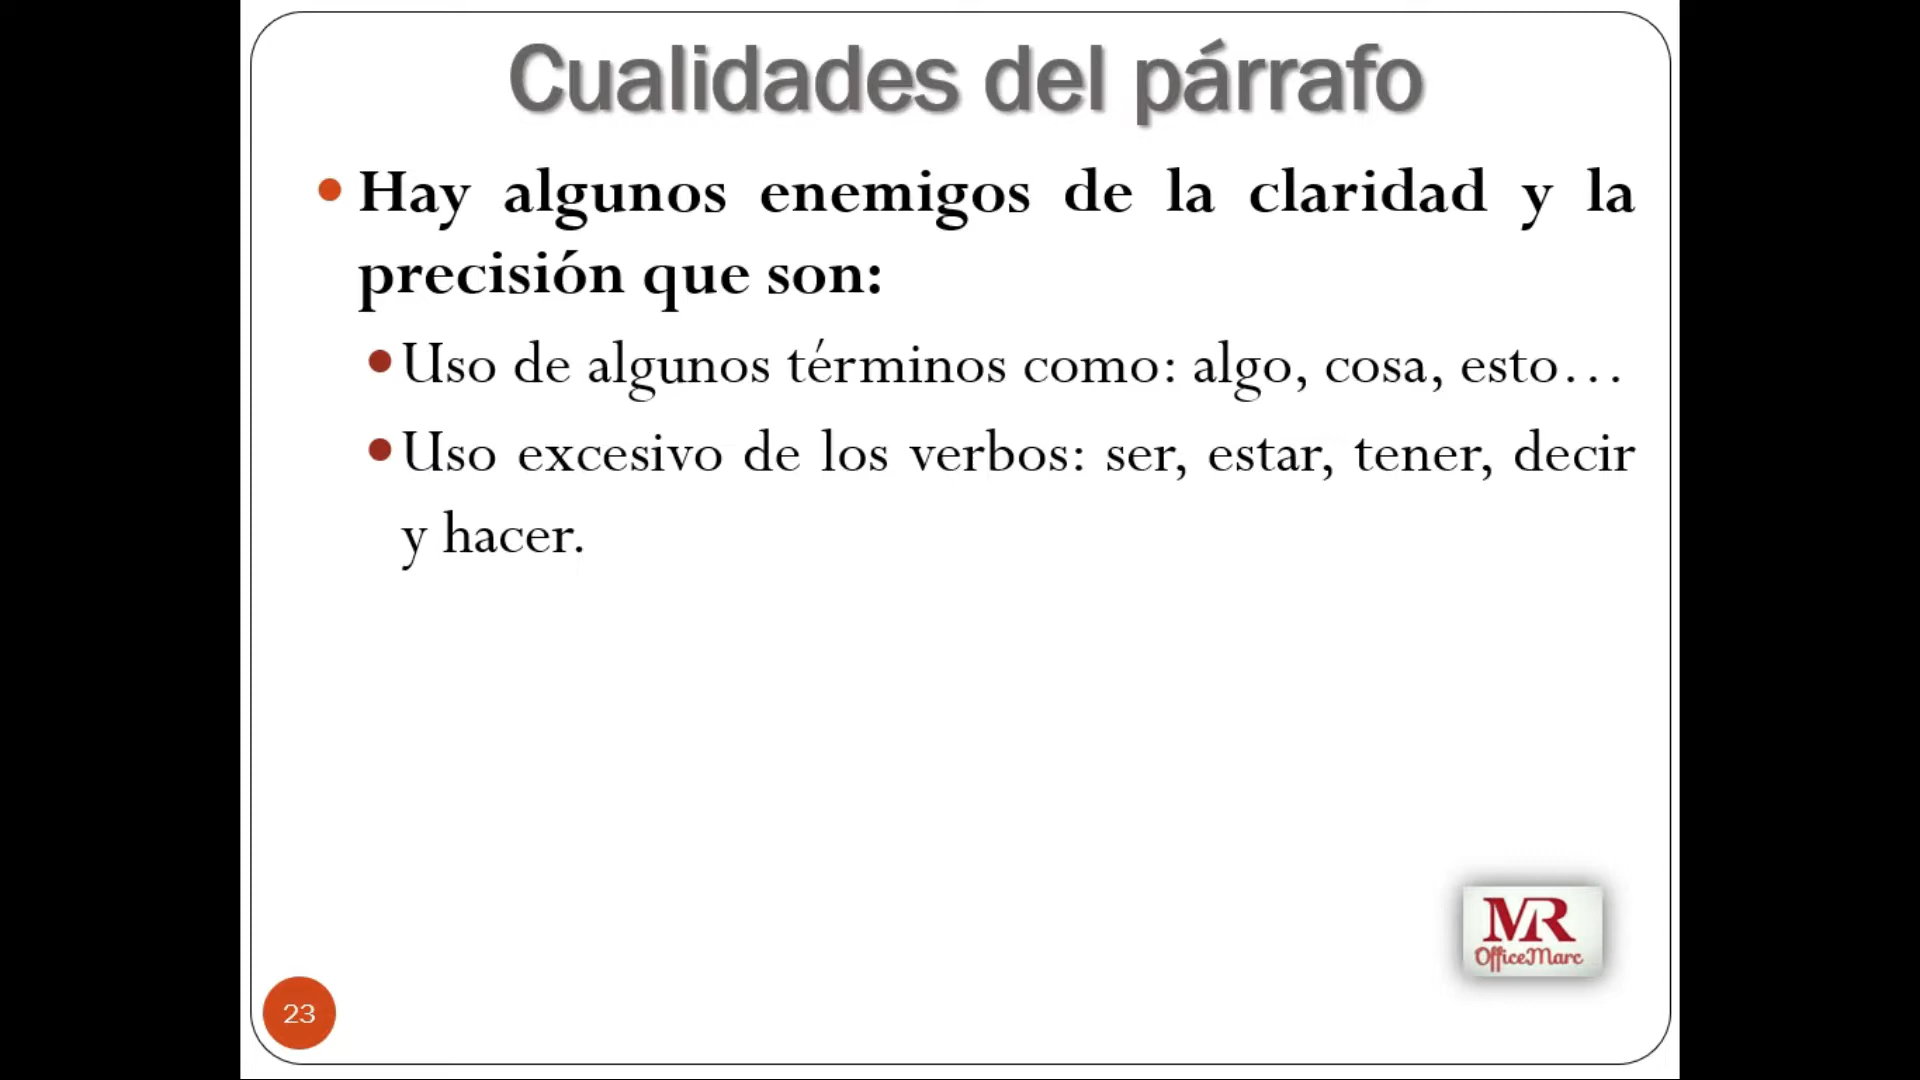 Cualidades del párrafo
Hay algunos enemigos de la claridad y la
precisión que son:
Uso de algunos términos como: algo, cosa, esto…
Uso excesivo de los verbos: ser, estar, tener, decir
y hacer.
MR
OfficeMarc
23